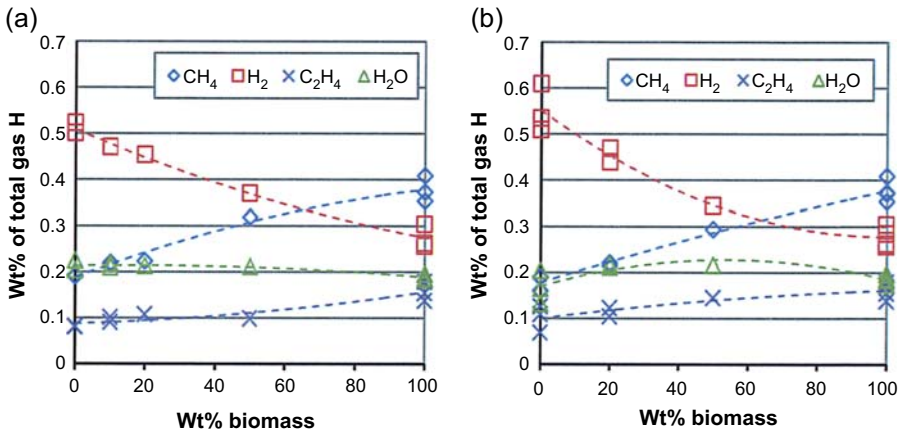 (a)
0.7
0.6
0.5
0.4
0.3
0.2
0.1
0
Wt% of total gas H
CH₄ H₂ C₂H₄ H₂O
0 20 40 60 80 100
Wt% biomass
(b)
0.7
0.6
0.5
0.4
0.3
0.2
0.1
0
Wt% of total gas H
CH₄ H₂ C₂H₄ H₂O
0 20 40 60 80 100
Wt% biomass